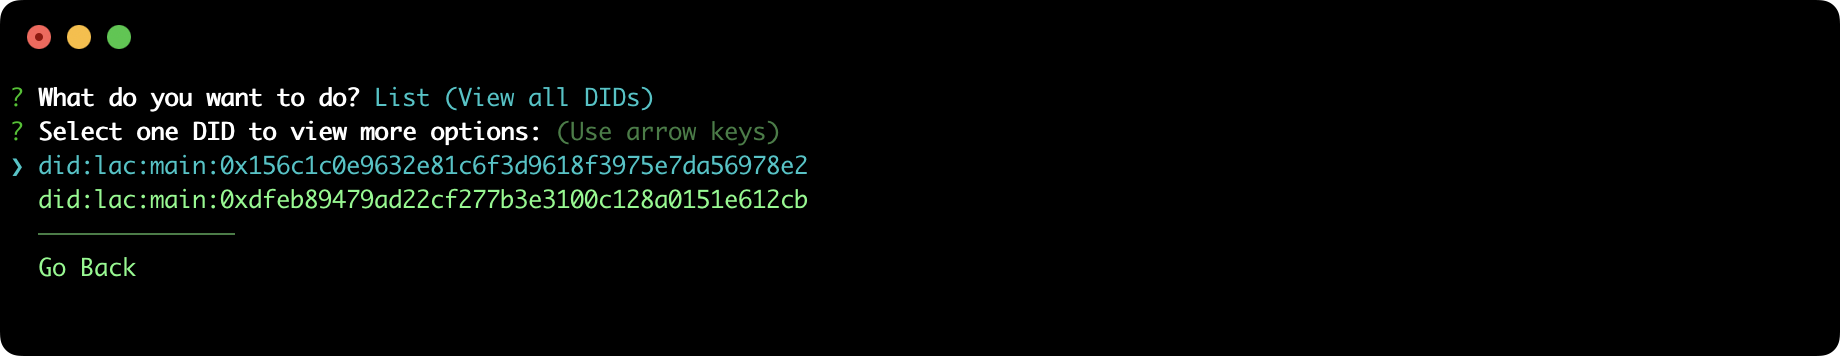 ? What do you want to do? List (View all DIDs)
? Select one DID to view more options: (Use arrow keys)
❯ did:lac:main:0x156c1c0e9632e81c6f3d9618f3975e7da56978e2
did:lac:main:0xdfeb89479ad22cf277b3e3100c128a0151e612cb
──────────────
Go Back